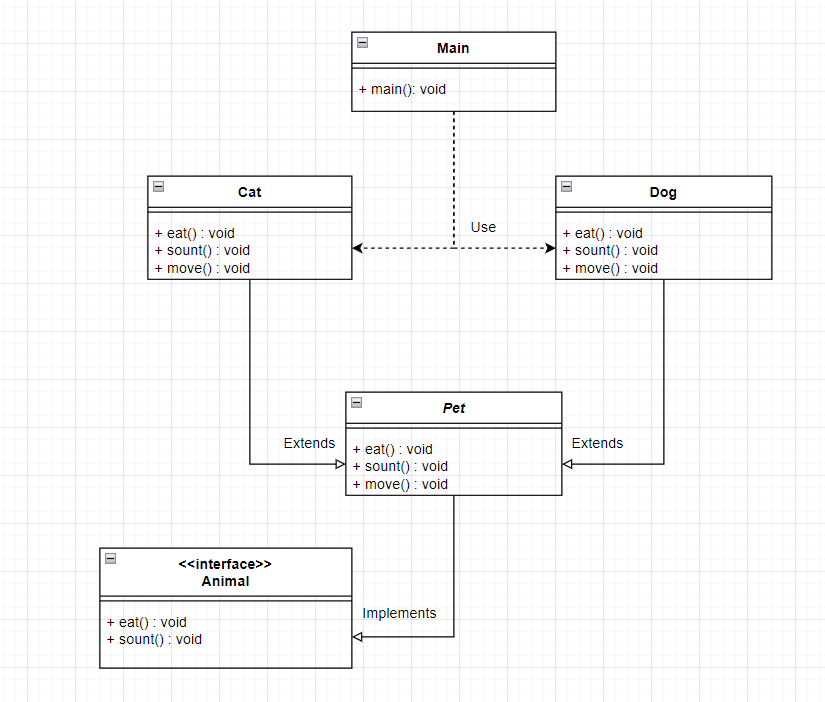 Main
+ main(): void
Cat
+ eat() : void
+ sount() : void
+ move() : void
Use
Dog
+ eat() : void
+ sount() : void
+ move() : void
Pet
+ eat() : void
+ sount() : void
+ move() : void
Extends
Extends
<<interface>>
Animal
+ eat() : void
+ sount() : void
Implements